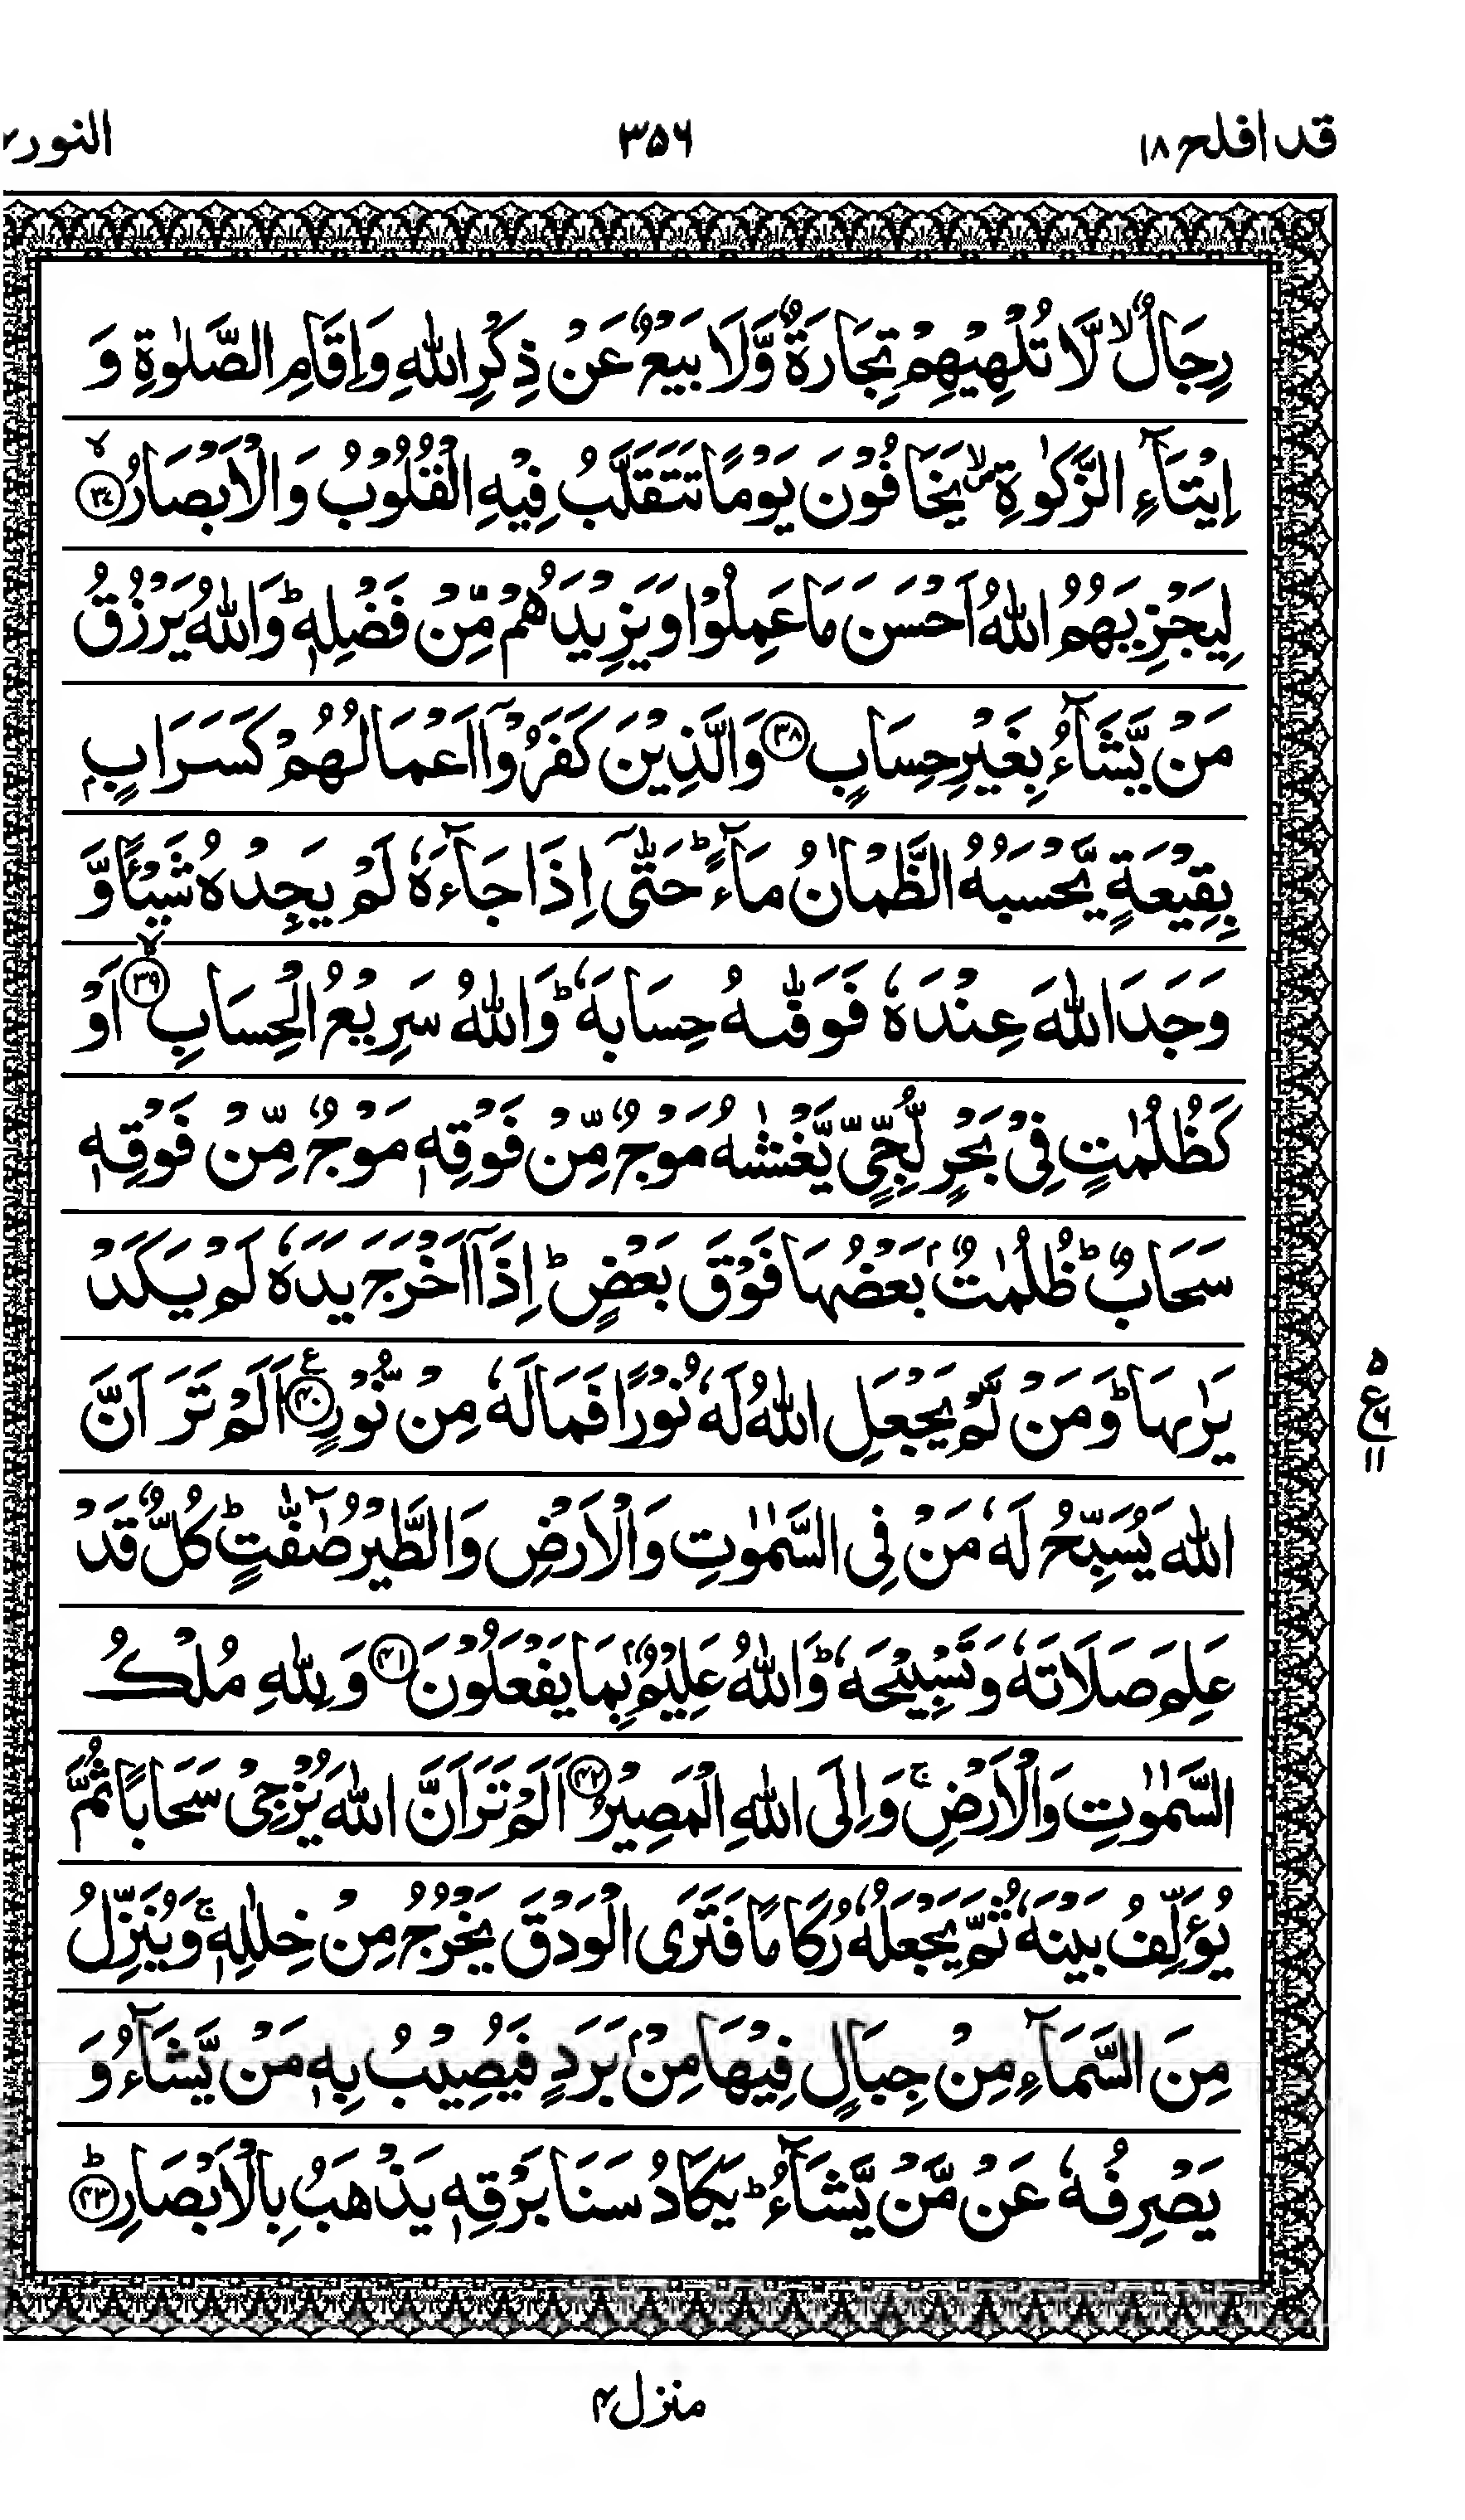 قد افلح ١٨
٣٥٦
النور
رِجَالٌ ۙ لَّا تُلْهِيْهِمْ تِجَارَةٌ وَّلَا بَيْعٌ عَنْ ذِكْرِ اللّٰهِ وَاِقَامِ الصَّلٰوةِ وَ
اِيْتَآءِ الزَّكٰوةِ ۙ يَخَافُوْنَ يَوْمًا تَتَقَلَّبُ فِيْهِ الْقُلُوْبُ وَالْاَبْصَارُ ۙ ﴿٣٧﴾
لِيَجْزِيَهُمُ اللّٰهُ اَحْسَنَ مَا عَمِلُوْا وَيَزِيْدَهُمْ مِّنْ فَضْلِهٖ ؕ وَاللّٰهُ يَرْزُقُ
مَنْ يَّشَآءُ بِغَيْرِ حِسَابٍ ﴿٣٨﴾ وَالَّذِيْنَ كَفَرُوْۤا اَعْمَالُهُمْ كَسَرَابٍۭ
بِقِيْعَةٍ يَّحْسَبُهُ الظَّمْاٰنُ مَآءً ؕ حَتّٰۤى اِذَا جَآءَهٗ لَمْ يَجِدْهُ شَيْـًٔا وَّ
وَجَدَ اللّٰهَ عِنْدَهٗ فَوَفّٰىهُ حِسَابَهٗ ؕ وَاللّٰهُ سَرِيْعُ الْحِسَابِ ۙ ﴿٣٩﴾ اَوْ
كَظُلُمٰتٍ فِيْ بَحْرٍ لُّجِّيٍّ يَّغْشٰىهُ مَوْجٌ مِّنْ فَوْقِهٖ مَوْجٌ مِّنْ فَوْقِهٖ
سَحَابٌ ؕ ظُلُمٰتٌۢ بَعْضُهَا فَوْقَ بَعْضٍ ؕ اِذَاۤ اَخْرَجَ يَدَهٗ لَمْ يَكَدْ
يَرٰىهَا ؕ وَمَنْ لَّمْ يَجْعَلِ اللّٰهُ لَهٗ نُوْرًا فَمَا لَهٗ مِنْ نُّوْرٍ ﴿٤٠﴾ ع اَلَمْ تَرَ اَنَّ
اللّٰهَ يُسَبِّحُ لَهٗ مَنْ فِى السَّمٰوٰتِ وَالْاَرْضِ وَالطَّيْرُ صٰٓفّٰتٍ ؕ كُلٌّ قَدْ
عَلِمَ صَلَاتَهٗ وَتَسْبِيْحَهٗ ؕ وَاللّٰهُ عَلِيْمٌۢ بِمَا يَفْعَلُوْنَ ﴿٤١﴾ وَلِلّٰهِ مُلْكُ
السَّمٰوٰتِ وَالْاَرْضِ ۚ وَاِلَى اللّٰهِ الْمَصِيْرُ ﴿٤٢﴾ اَلَمْ تَرَ اَنَّ اللّٰهَ يُزْجِيْ سَحَابًا ثُمَّ
يُؤَلِّفُ بَيْنَهٗ ثُمَّ يَجْعَلُهٗ رُكَامًا فَتَرَى الْوَدْقَ يَخْرُجُ مِنْ خِلٰلِهٖ ۚ وَيُنَزِّلُ
مِنَ السَّمَآءِ مِنْ جِبَالٍ فِيْهَا مِنْۢ بَرَدٍ فَيُصِيْبُ بِهٖ مَنْ يَّشَآءُ وَ
يَصْرِفُهٗ عَنْ مَّنْ يَّشَآءُ ؕ يَكَادُ سَنَا بَرْقِهٖ يَذْهَبُ بِالْاَبْصَارِ ؕ ﴿٤٣﴾
٥
ع ٦
١١
منزل ٤